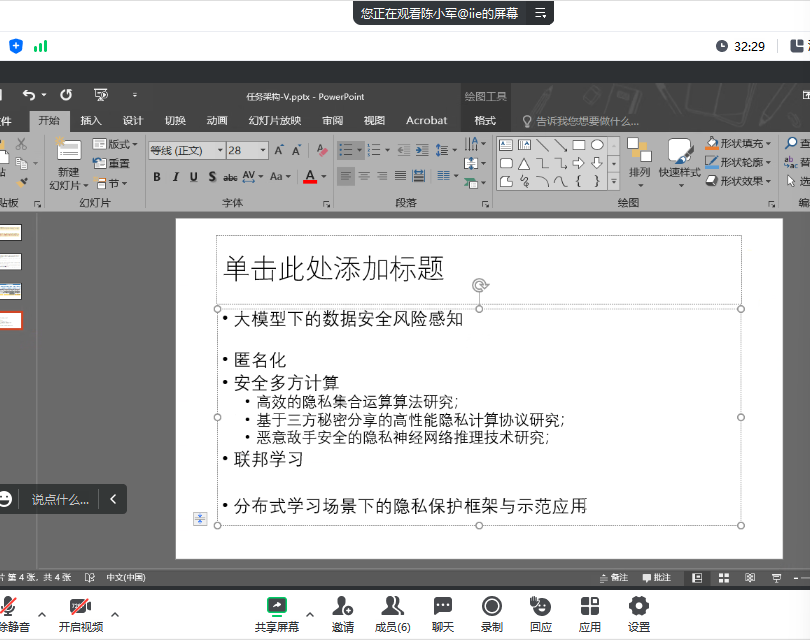 您正在观看陈小军@iie的屏幕
32:29
任务架构-V.pptx - PowerPoint
绘图工具
件 开始 插入 设计 切换 动画 幻灯片放映 审阅 视图 Acrobat 格式 告诉我您想要做什么...
贴
新建
幻灯片
版式
重置
节
等线 (正文) 28
B I U S abc AV Aa A
排列 快速样式
形状填充
形状轮廓
形状效果
查
替
选
贴板 幻灯片 字体 段落 绘图 编
单击此处添加标题
• 大模型下的数据安全风险感知
• 匿名化
• 安全多方计算
• 高效的隐私集合运算算法研究；
• 基于三方秘密分享的高性能隐私计算协议研究；
• 恶意敌手安全的隐私神经网络推理技术研究；
• 联邦学习
• 分布式学习场景下的隐私保护框架与示范应用
说点什么...
片 第 4 张，共 4 张 中文(中国) 备注 批注
除静音 开启视频 共享屏幕 邀请 成员(6) 聊天 录制 回应 应用 设置